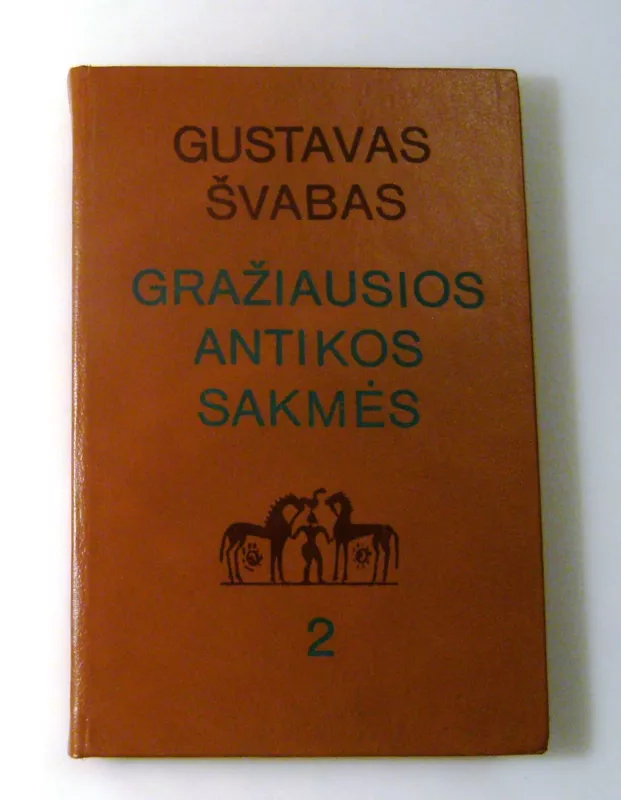 GUSTAVAS
ŠVABAS
GRAŽIAUSIOS
ANTIKOS
SAKMĖS
2